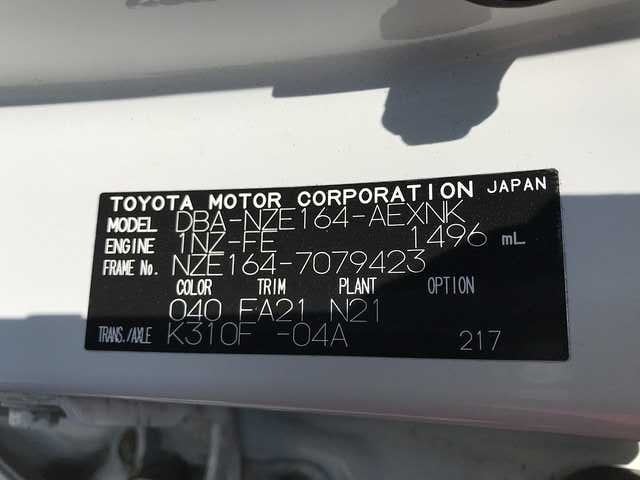 TOYOTA MOTOR CORPORATION JAPAN
MODEL DBA-NZE164-AEXNK
ENGINE 1NZ-FE 1496 mL
FRAME No. NZE164-7079423
COLOR TRIM PLANT OPTION
040 FA21 N21
TRANS./AXLE K310F -04A 217